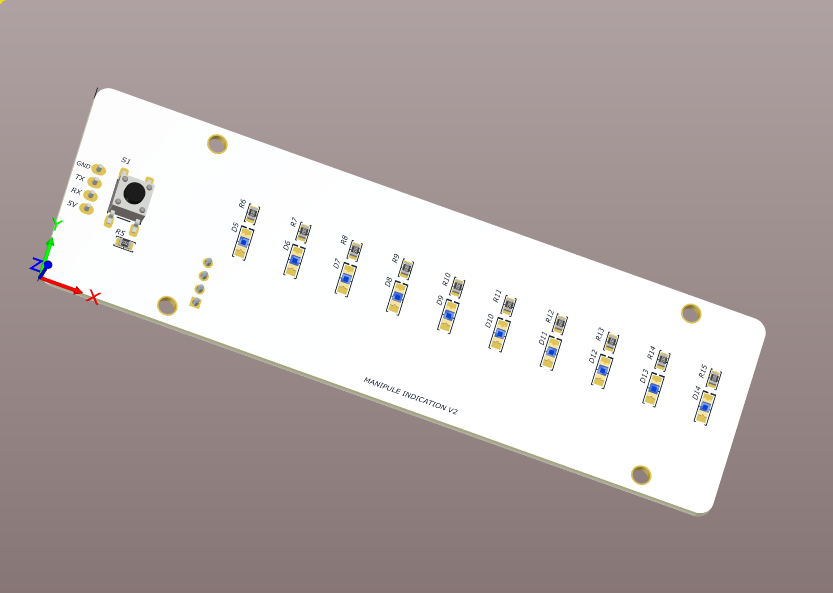 S1
GND
TX
RX
5V
R5
R6
D5
R7
D6
R8
D7
R9
D8
R10
D9
R11
D10
R12
D11
R13
D12
R14
D13
R15
D14
MANIPULE INDICATION V2
Y
Z
X